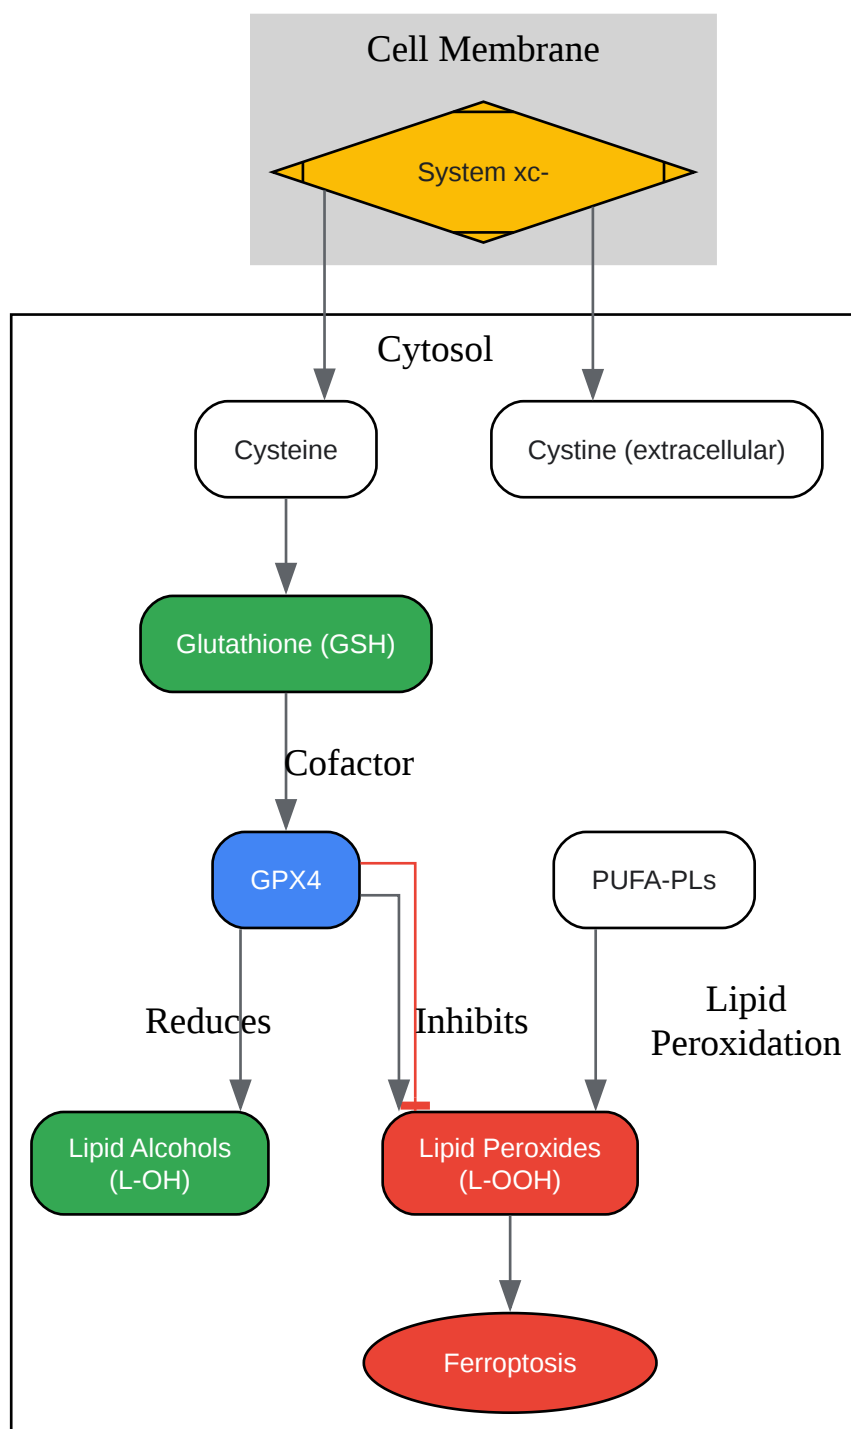 Cell Membrane
System xc-
Cytosol
Cysteine
Cystine (extracellular)
Glutathione (GSH)
Cofactor
GPX4
PUFA-PLs
Reduces
Inhibits
Lipid
Peroxidation
Lipid Alcohols
(L-OH)
Lipid Peroxides
(L-OOH)
Ferroptosis